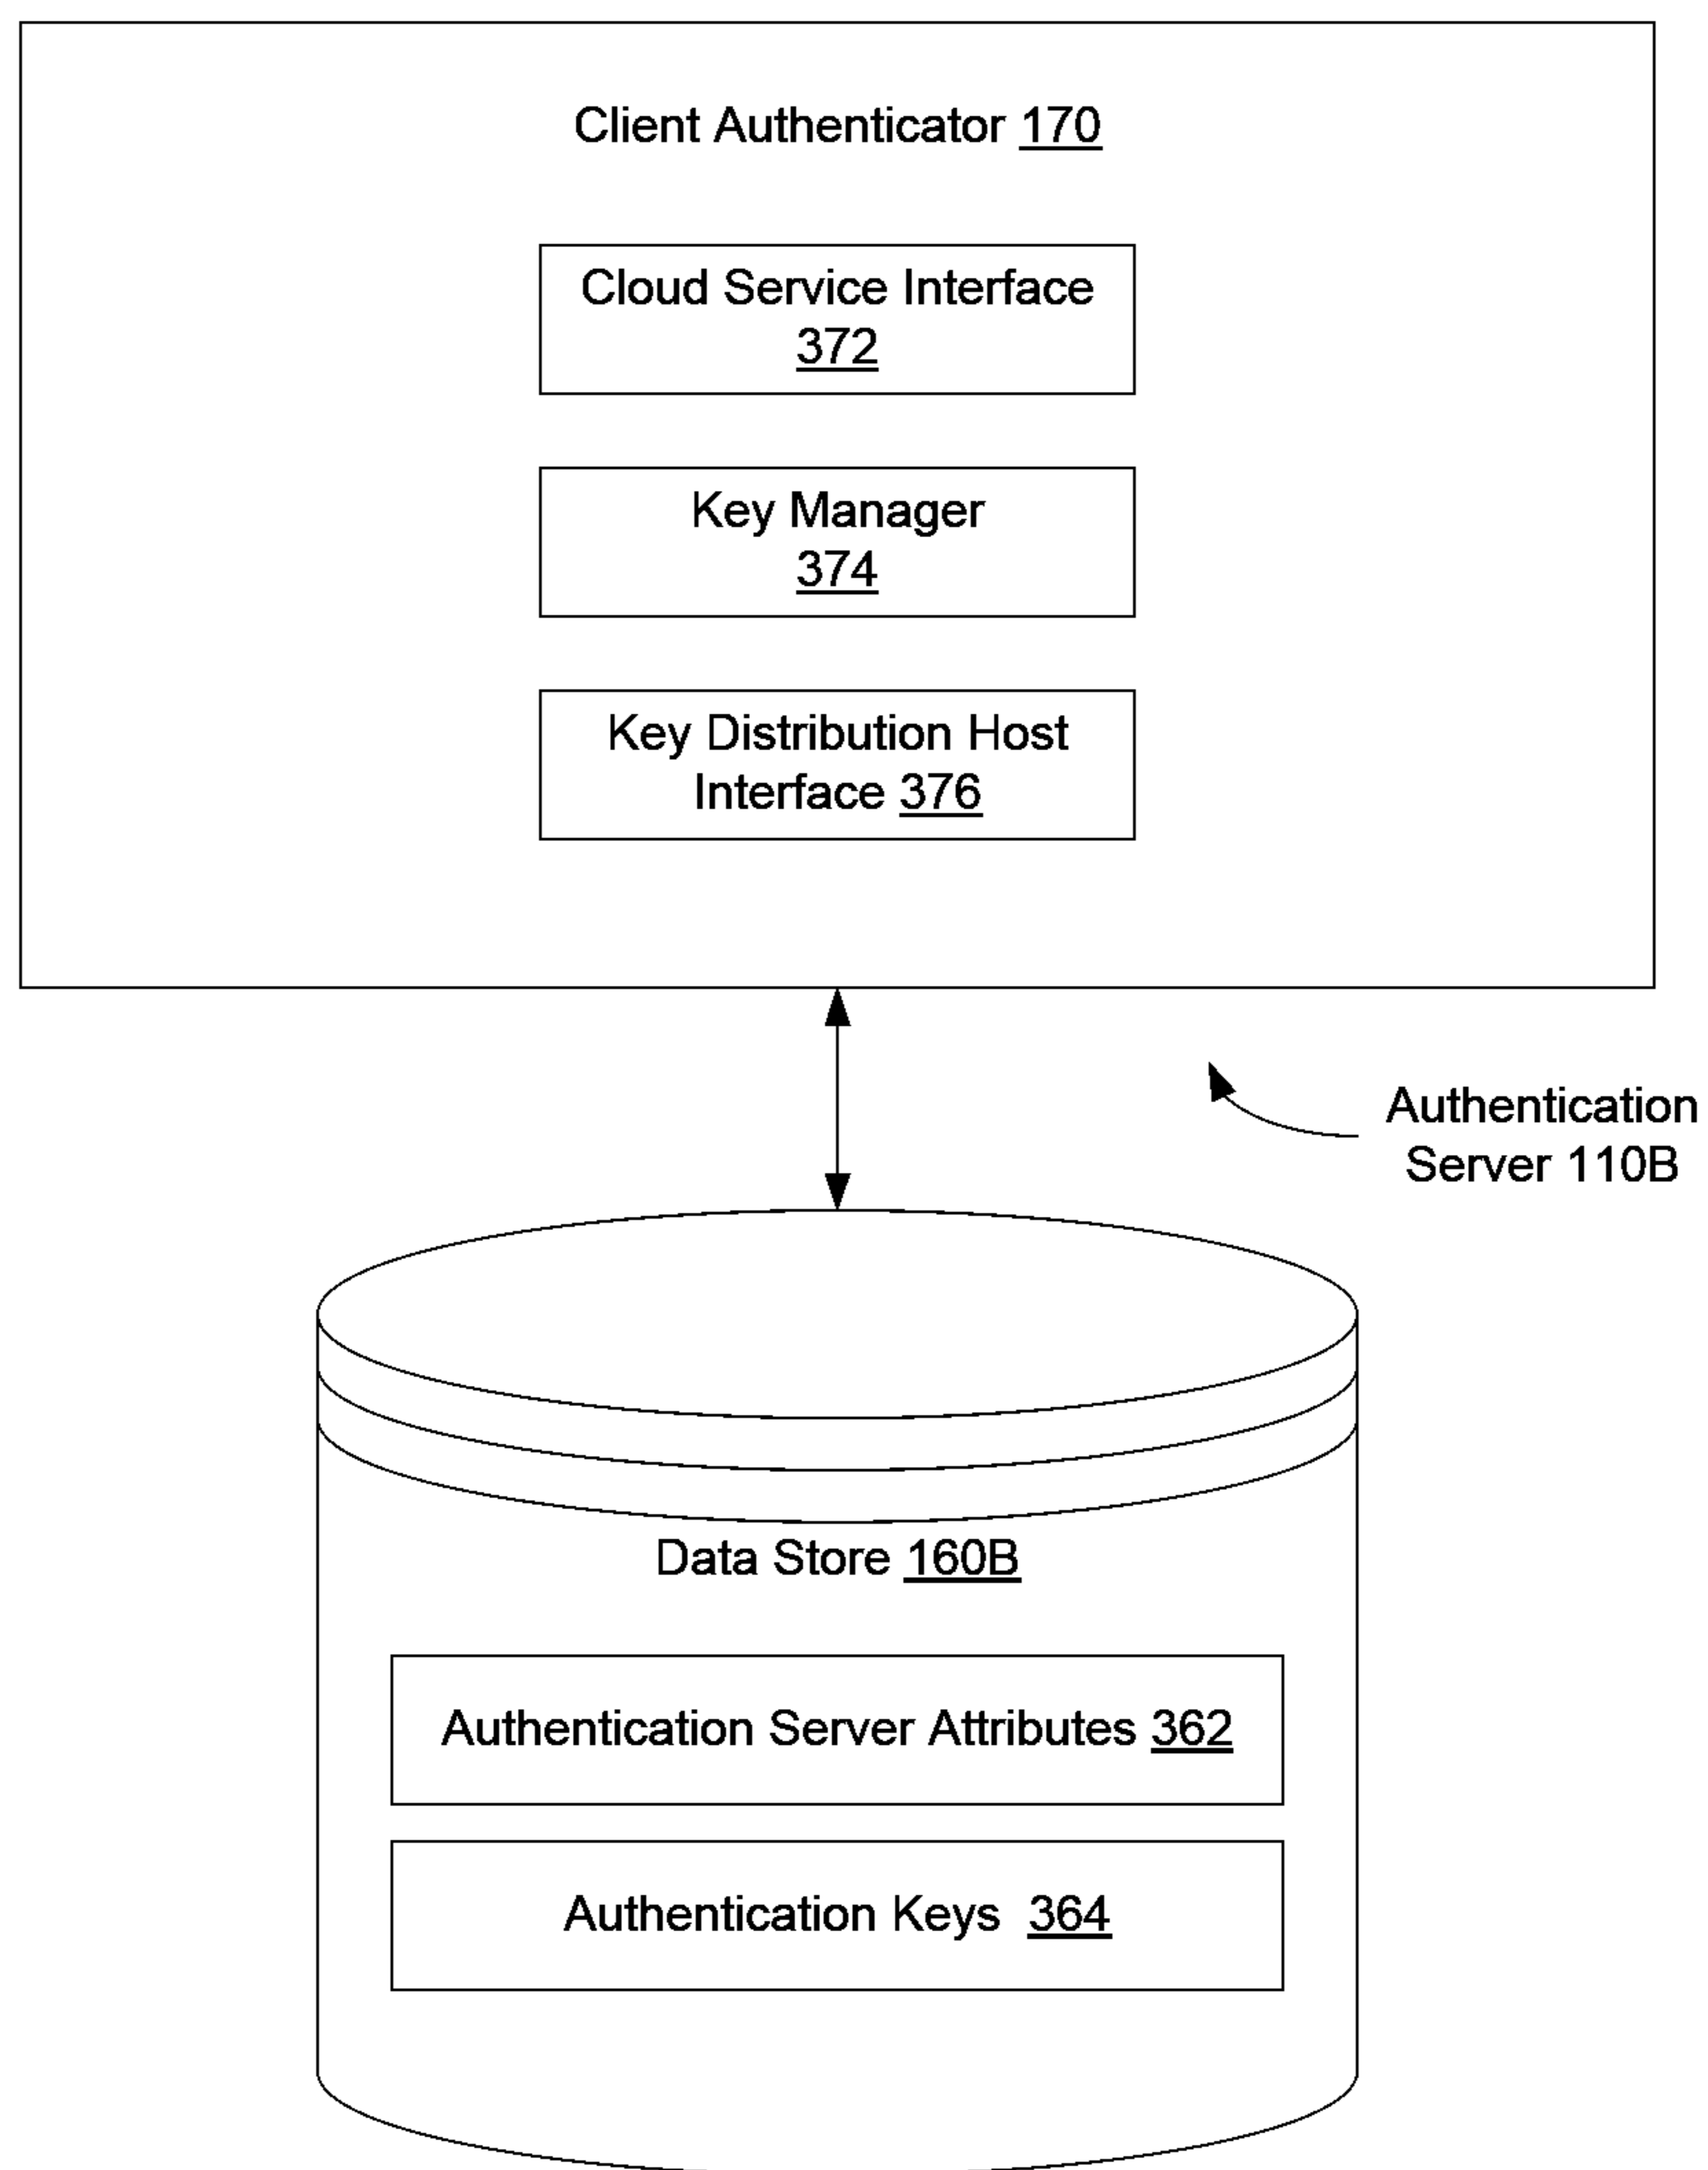 Client Authenticator 170
Cloud Service Interface
372
Key Manager
374
Key Distribution Host
Interface 376
Authentication
Server 110B
Data Store 160B
Authentication Server Attributes 362
Authentication Keys 364